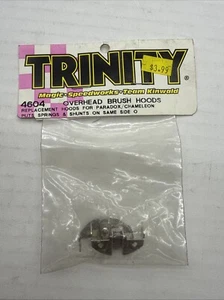 $3.99
TRINITY®
Magic•Speedworks•Team Kinwald
4604 OVERHEAD BRUSH HOODS
REPLACEMENT HOODS FOR PARADOX/CHAMELEON
PUTS SPRINGS & SHUNTS ON SAME SIDE O